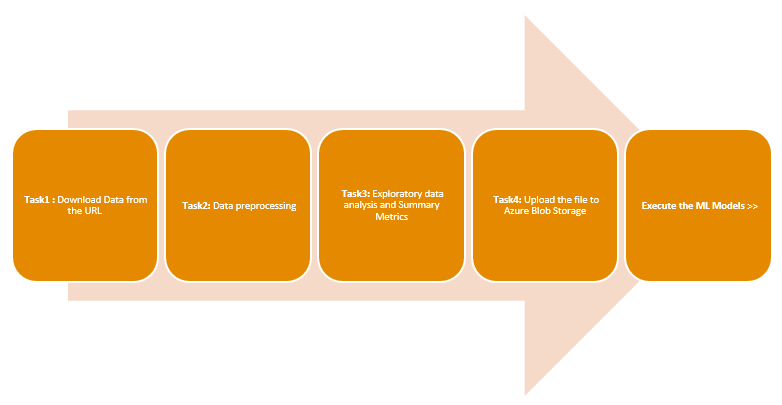 Task1 : Download Data from
the URL
Task2: Data preprocessing
Task3: Exploratory data
analysis and Summary
Metrics
Task4: Upload the file to
Azure Blob Storage
Execute the ML Models >>